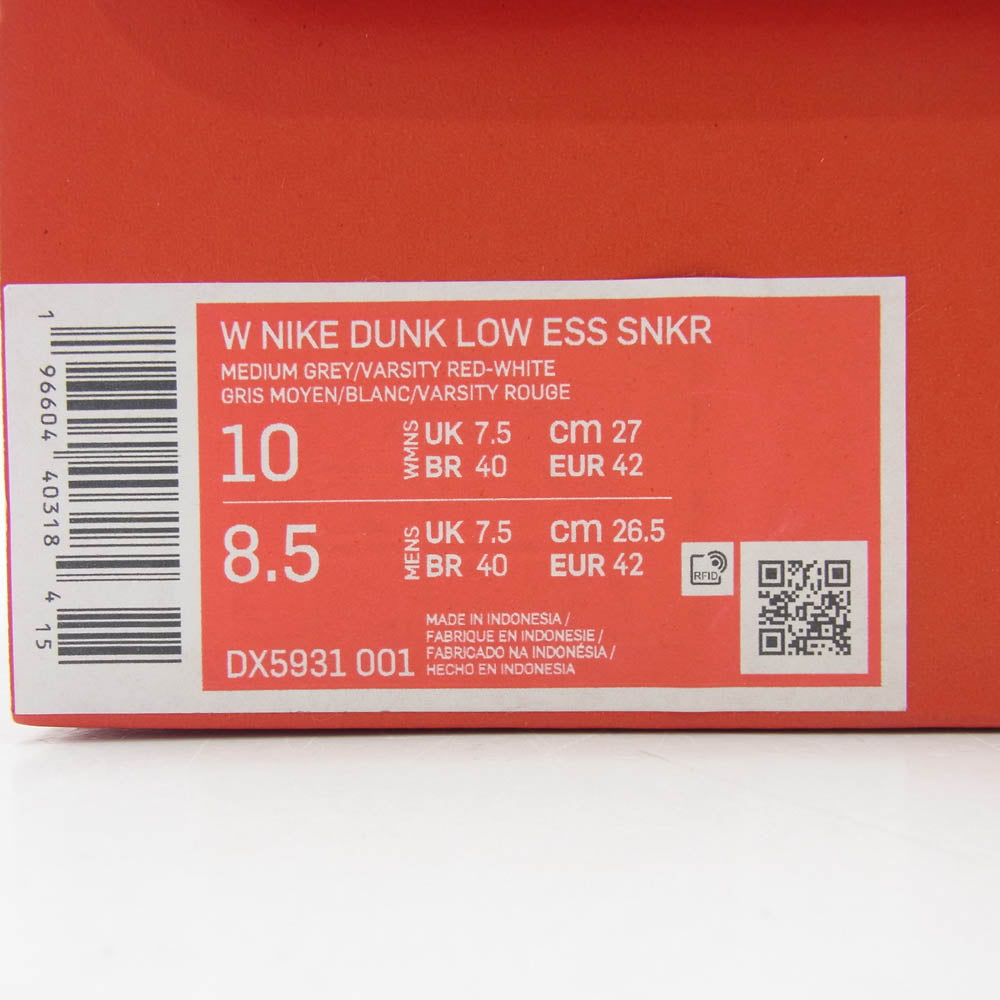 W NIKE DUNK LOW ESS SNKR
MEDIUM GREY/VARSITY RED-WHITE
GRIS MOYEN/BLANC/VARSITY ROUGE
10 WMNS UK 7.5 CM 27
BR 40 EUR 42
8.5 MENS UK 7.5 CM 26.5
BR 40 EUR 42
RFID
MADE IN INDONESIA /
FABRIQUE EN INDONESIE /
FABRICADO NA INDONÉSIA /
HECHO EN INDONESIA
DX5931 001
1 96604 40318 4 15